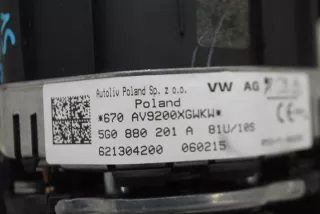 Autoliv Poland Sp. z o.o. VW AG
Poland
*670 AV9200XGWKW*
5G0 880 201 A 81U/10S
621304200 060215